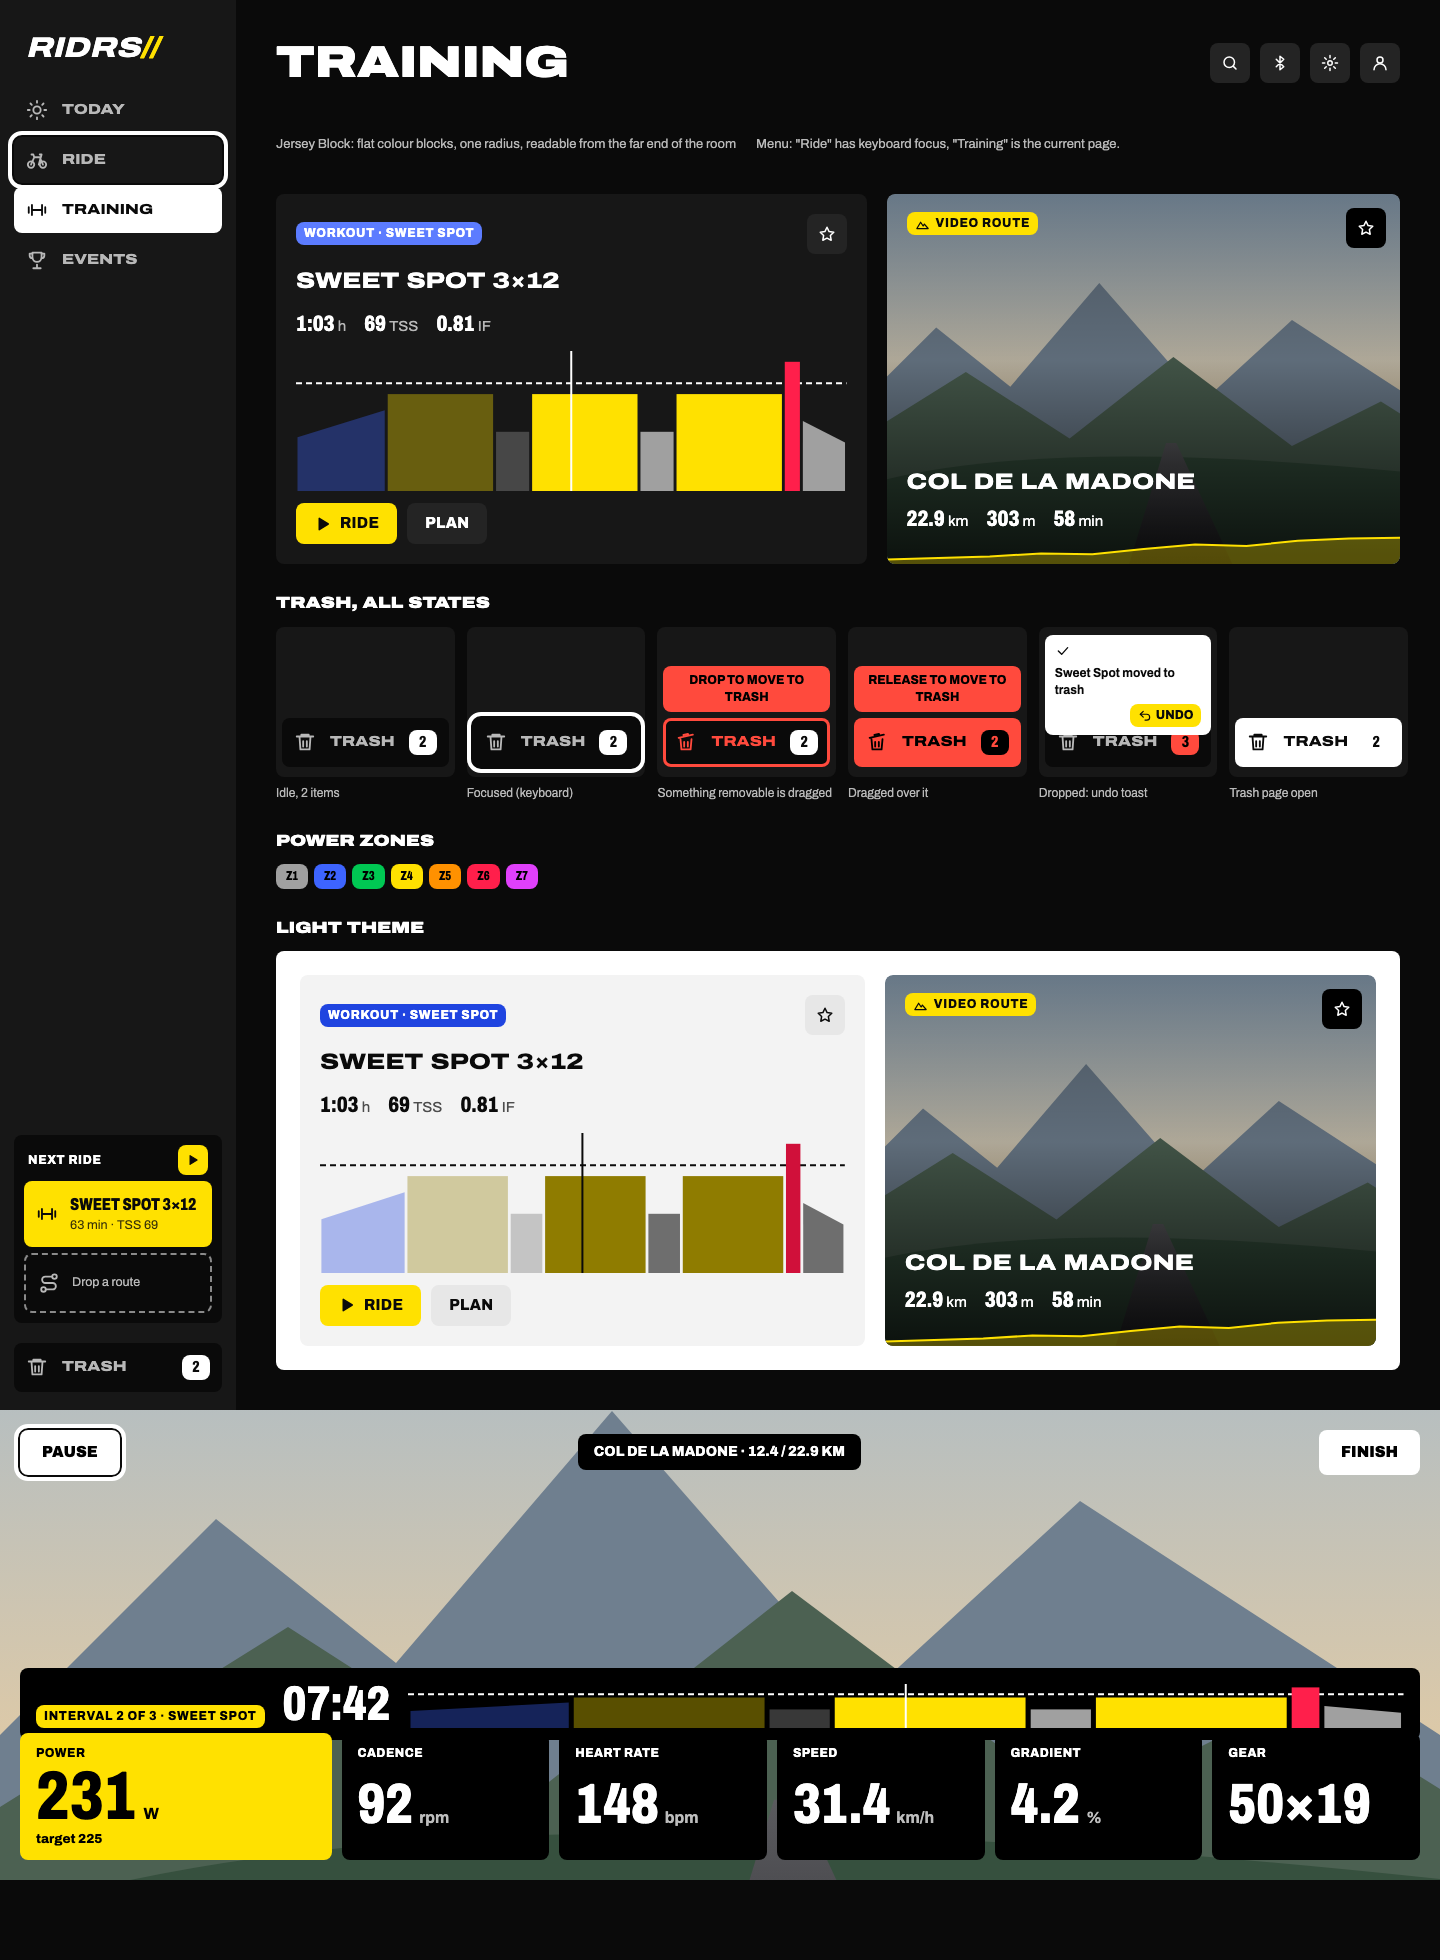 RIDRS//
TODAY
RIDE
TRAINING
EVENTS
TRAINING
Jersey Block: flat colour blocks, one radius, readable from the far end of the room
Menu: "Ride" has keyboard focus, "Training" is the current page.
WORKOUT · SWEET SPOT
SWEET SPOT 3×12
1:03 h 69 TSS 0.81 IF
RIDE PLAN
VIDEO ROUTE
COL DE LA MADONE
22.9 km 303 m 58 min
TRASH, ALL STATES
TRASH 2
Idle, 2 items
TRASH 2
Focused (keyboard)
DROP TO MOVE TO
TRASH
TRASH 2
Something removable is dragged
RELEASE TO MOVE TO
TRASH
TRASH 2
Dragged over it
Sweet Spot moved to
trash
UNDO
TRASH 3
Dropped: undo toast
TRASH 2
Trash page open
POWER ZONES
Z1 Z2 Z3 Z4 Z5 Z6 Z7
LIGHT THEME
WORKOUT · SWEET SPOT
SWEET SPOT 3×12
1:03 h 69 TSS 0.81 IF
RIDE PLAN
VIDEO ROUTE
COL DE LA MADONE
22.9 km 303 m 58 min
NEXT RIDE
SWEET SPOT 3×12
63 min · TSS 69
Drop a route
TRASH 2
PAUSE
COL DE LA MADONE · 12.4 / 22.9 KM
FINISH
INTERVAL 2 OF 3 · SWEET SPOT
07:42
POWER
231 W
target 225
CADENCE
92 rpm
HEART RATE
148 bpm
SPEED
31.4 km/h
GRADIENT
4.2 %
GEAR
50×19